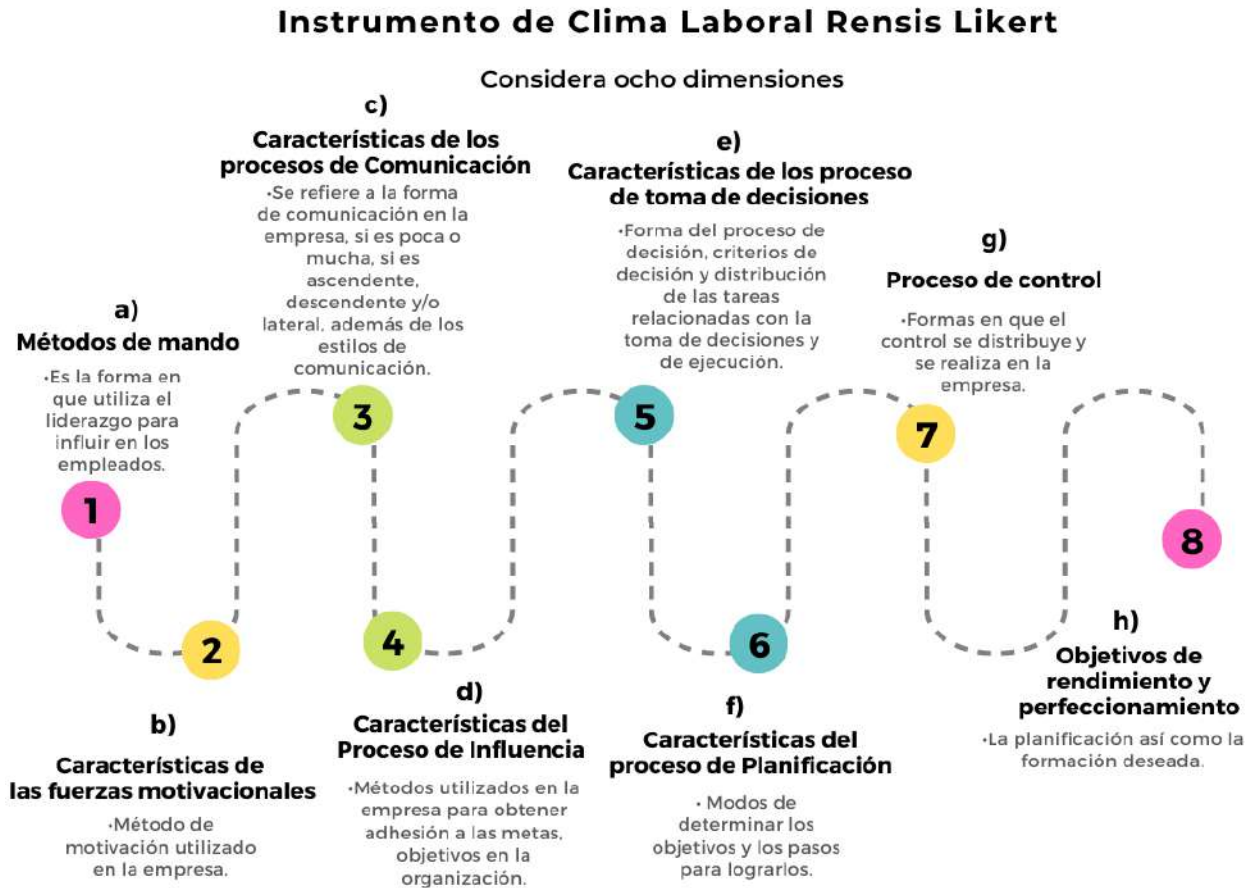 Instrumento de Clima Laboral Rensis Likert
Considera ocho dimensiones
a)
Métodos de mando
•Es la forma en
que utiliza el
liderazgo para
influir en los
empleados.
1
b)
Características de
las fuerzas motivacionales
•Método de
motivación utilizado
en la empresa.
2
c)
Característícas de los
procesos de Comunicación
•Se refiere a la forma
de comunicación en la
empresa, si es poca o
mucha, si es
ascendente,
descendente y/o
lateral, además de los
estilos de
comunicación.
3
d)
Característícas del
Proceso de Influencia
•Métodos utilizados en la
empresa para obtener
adhesión a las metas,
objetivos en la
organización.
4
e)
Características de los proceso
de toma de decisiones
•Forma del proceso de
decisión, criterios de
decisión y distribución
de las tareas
relacionadas con la
toma de decisiones y
de ejecución.
5
f)
Características del
proceso de Planificación
• Modos de
determinar los
objetivos y los pasos
para lograrlos.
6
g)
Proceso de control
•Formas en que el
control se distribuye y
se realiza en la
empresa.
7
h)
Objetivos de
rendimiento y
perfeccionamiento
•La planificación así como la
formación deseada.
8